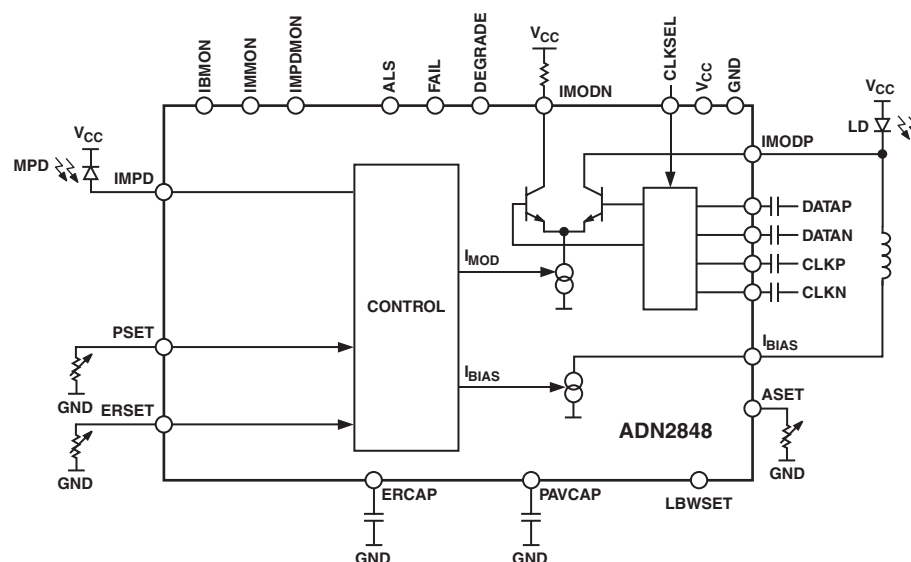 IBMON
IMMON
IMPDMON
ALS
FAIL
DEGRADE
VCC
IMODN
CLKSEL
VCC
GND
VCC
LD
IMODP
VCC
MPD
IMPD
DATAP
DATAN
CLKP
CLKN
IMOD
CONTROL
PSET
GND
IBIAS
IBIAS
ERSET
GND
ASET
GND
ADN2848
ERCAP
GND
PAVCAP
GND
LBWSET